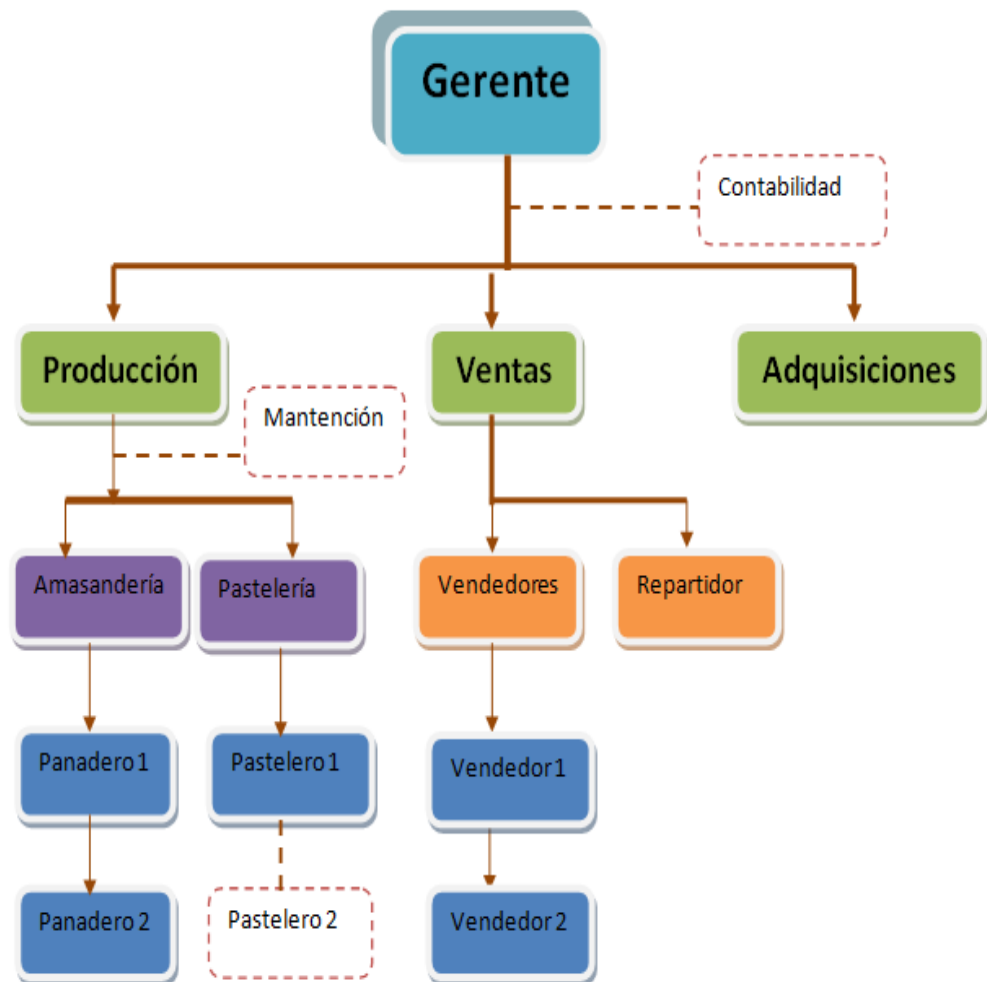 Gerente
Contabilidad
Producción
Ventas
Adquisiciones
Mantención
Amasandería
Pastelería
Vendedores
Repartidor
Panadero 1
Pastelero 1
Vendedor 1
Panadero 2
Pastelero 2
Vendedor 2